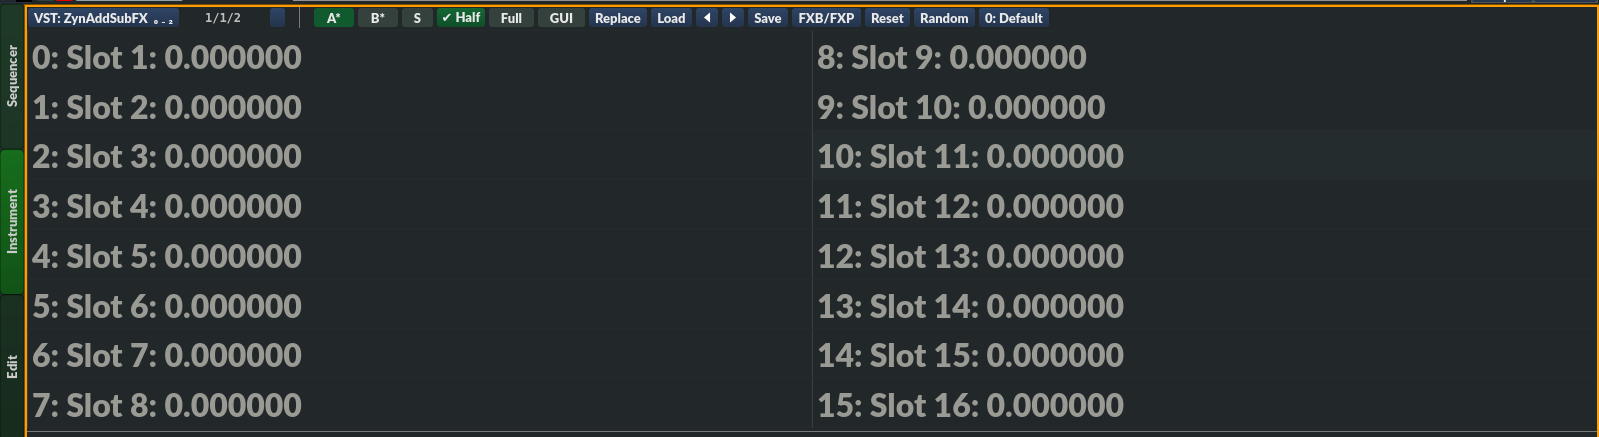 VST: ZynAddSubFX 0 - 2 1/1/2 A* B* S ✔ Half Full GUI Replace Load ◀ ▶ Save FXB/FXP Reset Random 0: Default
Sequencer
Instrument
Edit
0: Slot 1: 0.000000
1: Slot 2: 0.000000
2: Slot 3: 0.000000
3: Slot 4: 0.000000
4: Slot 5: 0.000000
5: Slot 6: 0.000000
6: Slot 7: 0.000000
7: Slot 8: 0.000000
8: Slot 9: 0.000000
9: Slot 10: 0.000000
10: Slot 11: 0.000000
11: Slot 12: 0.000000
12: Slot 13: 0.000000
13: Slot 14: 0.000000
14: Slot 15: 0.000000
15: Slot 16: 0.000000